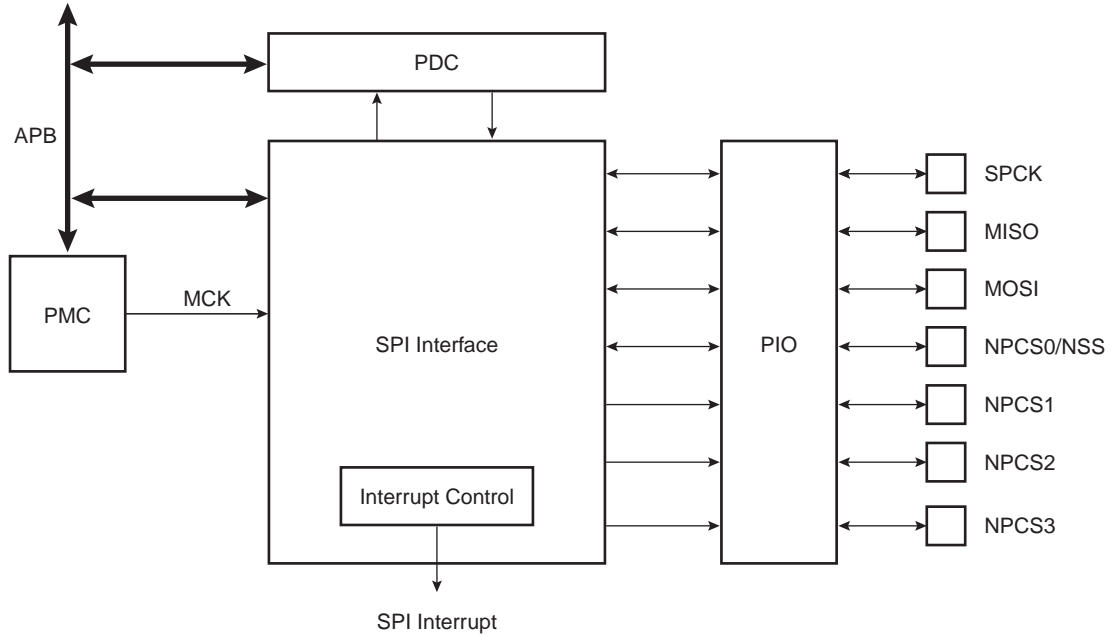 PDC
APB
SPCK
MISO
MOSI
PMC
MCK
SPI Interface
PIO
NPCS0/NSS
NPCS1
NPCS2
Interrupt Control
NPCS3
SPI Interrupt